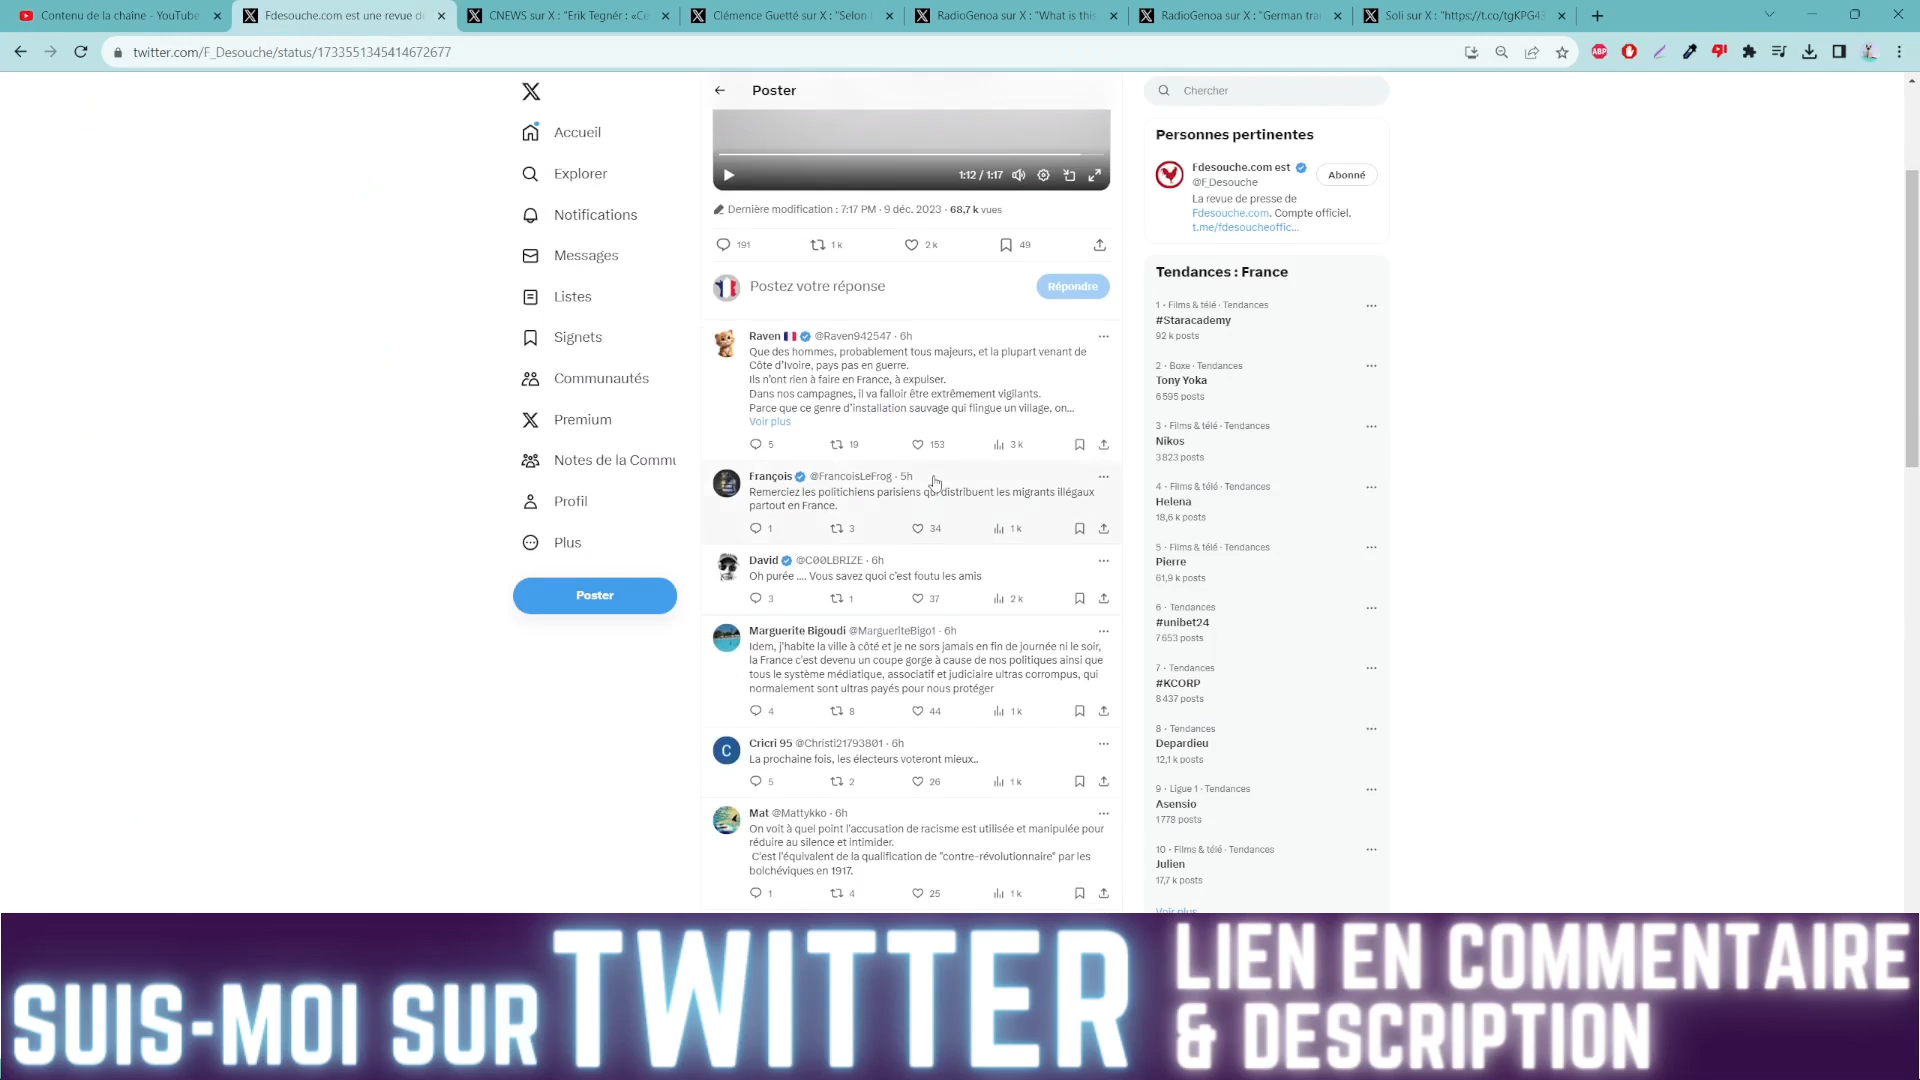 Contenu de la chaîne - YouTube
Fdesouche.com est une revue de
CNEWS sur X : "Erik Tegnér : «Ce
Clémence Guetté sur X : "Selon
RadioGenoa sur X : "What is this
RadioGenoa sur X : "German tra
Soli sur X : "https://t.co/tgKPG43
twitter.com/F_Desouche/status/1733551345414672677
ABP
Accueil
Explorer
Notifications
Messages
Listes
Signets
Communautés
Premium
Notes de la Commu
Profil
Plus
Poster
Poster
1:12 / 1:17
Dernière modification : 7:17 PM · 9 déc. 2023 · 68,7 k vues
191 1 k 2 k 49
Postez votre réponse
Répondre
Raven @Raven942547 · 6h
Que des hommes, probablement tous majeurs, et la plupart venant de
Côte d'Ivoire, pays pas en guerre.
Ils n'ont rien à faire en France, à expulser.
Dans nos campagnes, il va falloir être extrêmement vigilants.
Parce que ce genre d'installation sauvage qui flingue un village, on...
Voir plus
5 19 153 3 k
François @FrancoisLeFrog · 5h
Remerciez les politichiens parisiens qui distribuent les migrants illégaux
partout en France.
1 3 34 1 k
David @C00LBRIZE · 6h
Oh purée .... Vous savez quoi c'est foutu les amis
3 1 37 2 k
Marguerite Bigoudi @MargueriteBigo1 · 6h
Idem, j'habite la ville à côté et je ne sors jamais en fin de journée ni le soir,
la France c'est devenu un coupe gorge à cause de nos politiques ainsi que
tous le système médiatique, associatif et judiciaire ultras corrompus, qui
normalement sont ultras payés pour nous protéger
4 8 44 1 k
C
Cricri 95 @Christi21793801 · 6h
La prochaine fois, les électeurs voteront mieux..
5 2 26 1 k
Mat @Mattykko · 6h
On voit à quel point l'accusation de racisme est utilisée et manipulée pour
réduire au silence et intimider.
C'est l'équivalent de la qualification de "contre-révolutionnaire" par les
bolchéviques en 1917.
1 4 25 1 k
Chercher
Personnes pertinentes
Fdesouche.com est
@F_Desouche
Abonné
La revue de presse de
Fdesouche.com. Compte officiel.
t.me/fdesoucheoffic...
Tendances : France
1 · Films & télé · Tendances
#Staracademy
92 k posts
2 · Boxe · Tendances
Tony Yoka
6 595 posts
3 · Films & télé · Tendances
Nikos
3 823 posts
4 · Films & télé · Tendances
Helena
18,6 k posts
5 · Films & télé · Tendances
Pierre
61,9 k posts
6 · Tendances
#unibet24
7 653 posts
7 · Tendances
#KCORP
8 437 posts
8 · Tendances
Depardieu
12,1 k posts
9 · Ligue 1 · Tendances
Asensio
1 778 posts
10 · Films & télé · Tendances
Julien
17,7 k posts
Voir plus
SUIS-MOI SUR TWITTER
LIEN EN COMMENTAIRE
& DESCRIPTION